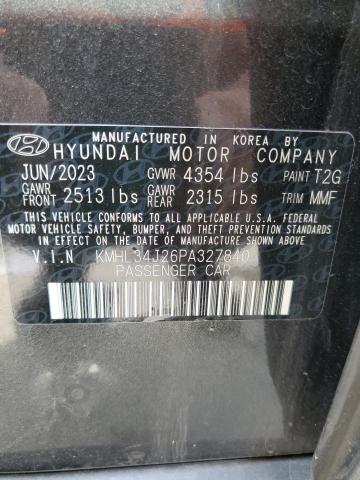 MANUFACTURED IN KOREA BY
HYUNDAI MOTOR COMPANY
JUN/2023 GVWR 4354 lbs PAINT T2G
GAWR FRONT 2513 lbs GAWR REAR 2315 lbs TRIM MMF
THIS VEHICLE CONFORMS TO ALL APPLICABLE U.S.A. FEDERAL
MOTOR VEHICLE SAFETY, BUMPER, AND THEFT PREVENTION STANDARDS
IN EFFECT ON THE DATE OF MANUFACTURE SHOWN ABOVE.
V.I.N KMHL34J26PA327840
PASSENGER CAR